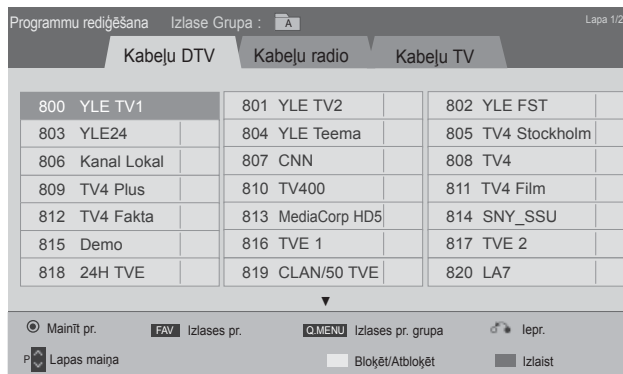 Programmu rediģēšana Izlase Grupa : A Lapa 1/2
Kabeļu DTV Kabeļu radio Kabeļu TV
800 YLE TV1 801 YLE TV2 802 YLE FST
803 YLE24 804 YLE Teema 805 TV4 Stockholm
806 Kanal Lokal 807 CNN 808 TV4
809 TV4 Plus 810 TV400 811 TV4 Film
812 TV4 Fakta 813 MediaCorp HD5 814 SNY_SSU
815 Demo 816 TVE 1 817 TVE 2
818 24H TVE 819 CLAN/50 TVE 820 LA7
▼
Mainīt pr. FAV Izlases pr. Q.MENU Izlases pr. grupa Iepr.
P Lapas maiņa Bloķēt/Atbloķēt Izlaist